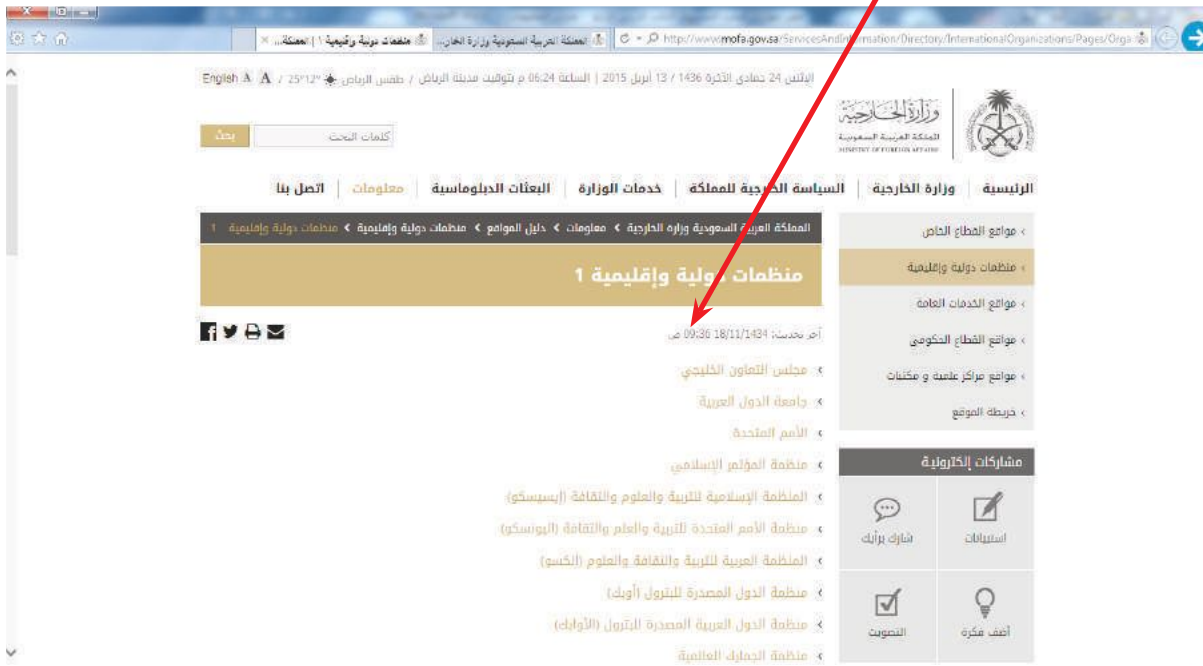 http://www.mofa.gov.sa/ServicesAndInformation/Directory/InternationalOrganizations/Pages/Orga
المملكة العربية السعودية وزارة الخار...
منظمات دولية وإقليمية 1 | المملكة...
الإثنين 24 جمادى الآخرة 1436 / 13 أبريل 2015 | الساعة 06:24 م بتوقيت مدينة الرياض / طقس الرياض 25°12° / A A English
وزارة الخارجية
المملكة العربية السعودية
MINISTRY OF FOREIGN AFFAIRS
كلمات البحث
بحث
الرئيسية | وزارة الخارجية | السياسة الخارجية للمملكة | خدمات الوزارة | البعثات الدبلوماسية | معلومات | اتصل بنا
المملكة العربية السعودية وزارة الخارجية > معلومات > دليل المواقع > منظمات دولية وإقليمية > منظمات دولية وإقليمية 1
منظمات دولية وإقليمية 1
آخر تحديث: 18/11/1434 09:36 ص
مجلس التعاون الخليجي
جامعة الدول العربية
الأمم المتحدة
منظمة المؤتمر الإسلامي
المنظمة الإسلامية للتربية والعلوم والثقافة (إيسيسكو)
منظمة الأمم المتحدة للتربية والعلم والثقافة (اليونسكو)
المنظمة العربية للتربية والثقافة والعلوم (الكسو)
منظمة الدول المصدرة للبترول (أوبك)
منظمة الدول العربية المصدرة للبترول (الأوابك)
منظمة الجمارك العالمية
مواقع القطاع الخاص
منظمات دولية وإقليمية
مواقع الخدمات العامة
مواقع القطاع الحكومي
مواقع مراكز علمية و مكتبات
خريطة الموقع
مشاركات إلكترونية
استبيانات
شارك برأيك
أضف فكرة
التصويت